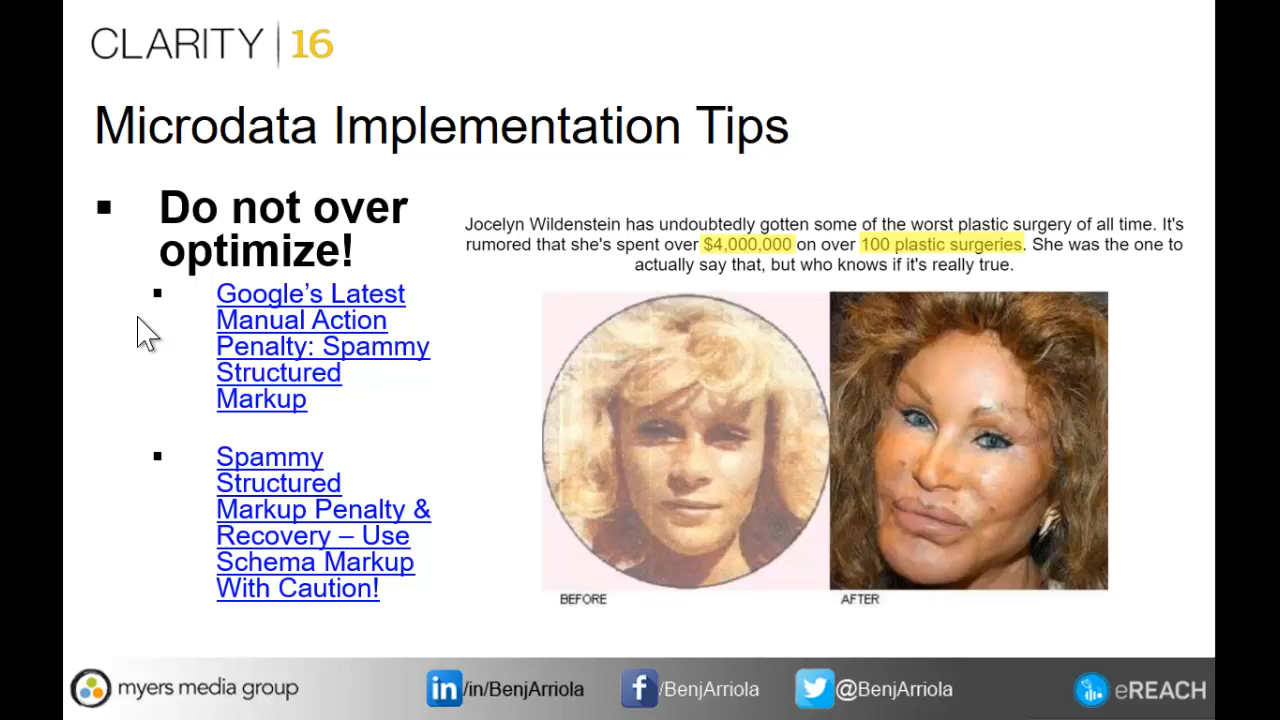 CLARITY | 16
Microdata Implementation Tips
Do not over
optimize!
Google’s Latest
Manual Action
Penalty: Spammy
Structured
Markup
Spammy
Structured
Markup Penalty &
Recovery – Use
Schema Markup
With Caution!
Jocelyn Wildenstein has undoubtedly gotten some of the worst plastic surgery of all time. It's
rumored that she's spent over $4,000,000 on over 100 plastic surgeries. She was the one to
actually say that, but who knows if it's really true.
BEFORE
AFTER
myers media group
in/in/BenjArriola
f/BenjArriola
@BenjArriola
eREACH